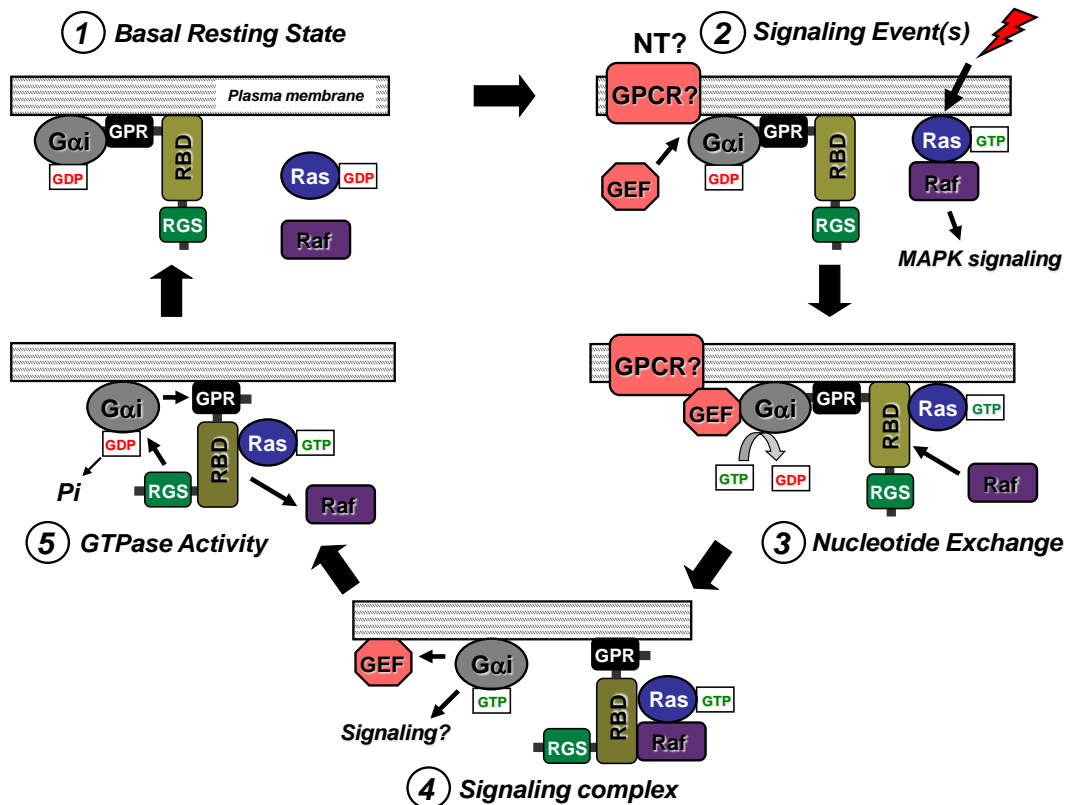 1 Basal Resting State
Plasma membrane
Gαi
GPR
RBD
GDP
RGS
Ras
GDP
Raf
NT?
2 Signaling Event(s)
GPCR?
GEF
Gαi
GDP
GPR
RBD
RGS
Ras
GTP
Raf
MAPK signaling
GPCR?
GEF
Gαi
GPR
RBD
Ras
GTP
GTP
GDP
RGS
Raf
3 Nucleotide Exchange
GEF
Gαi
GTP
Signaling?
GPR
RBD
Ras
GTP
Raf
RGS
4 Signaling complex
Gαi
GDP
Pi
GPR
RBD
Ras
GTP
RGS
Raf
5 GTPase Activity